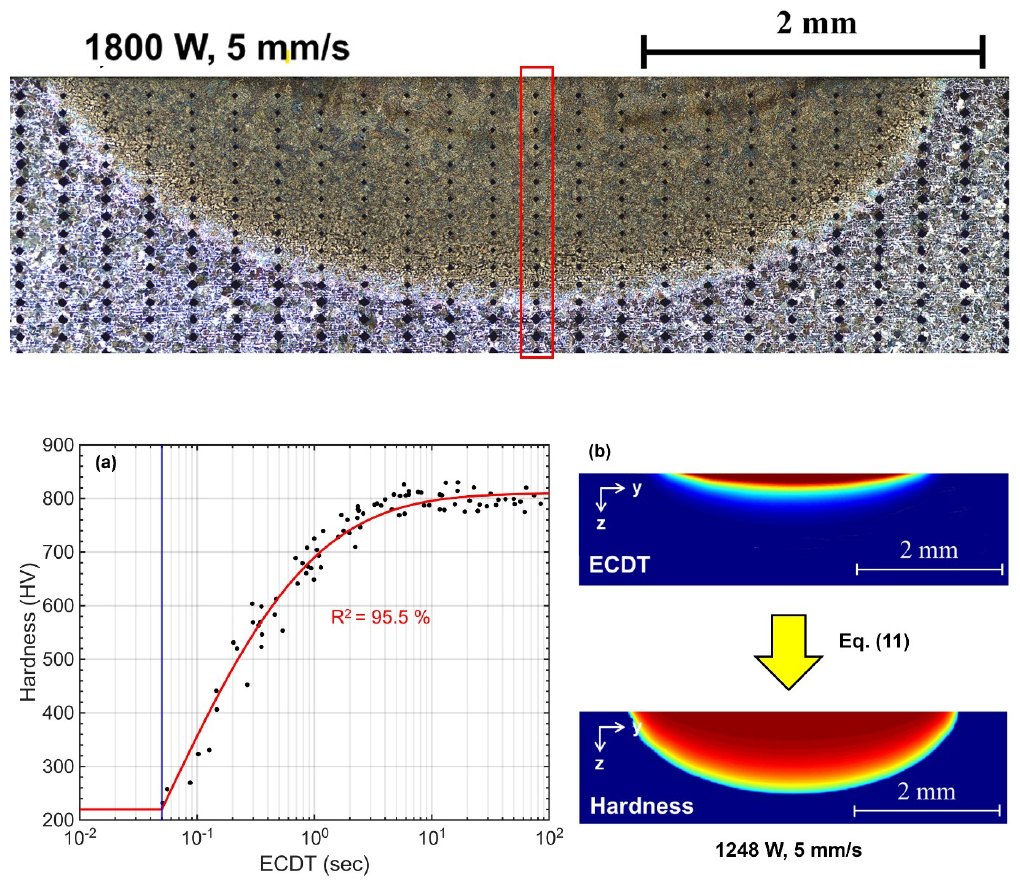 1800 W, 5 mm/s
2 mm
(a)
900
800
700
600
500
400
300
200
Hardness (HV)
R² = 95.5 %
10⁻²
10⁻¹
10⁰
10¹
10²
ECDT (sec)
(b)
y
z
ECDT
2 mm
Eq. (11)
y
z
Hardness
2 mm
1248 W, 5 mm/s